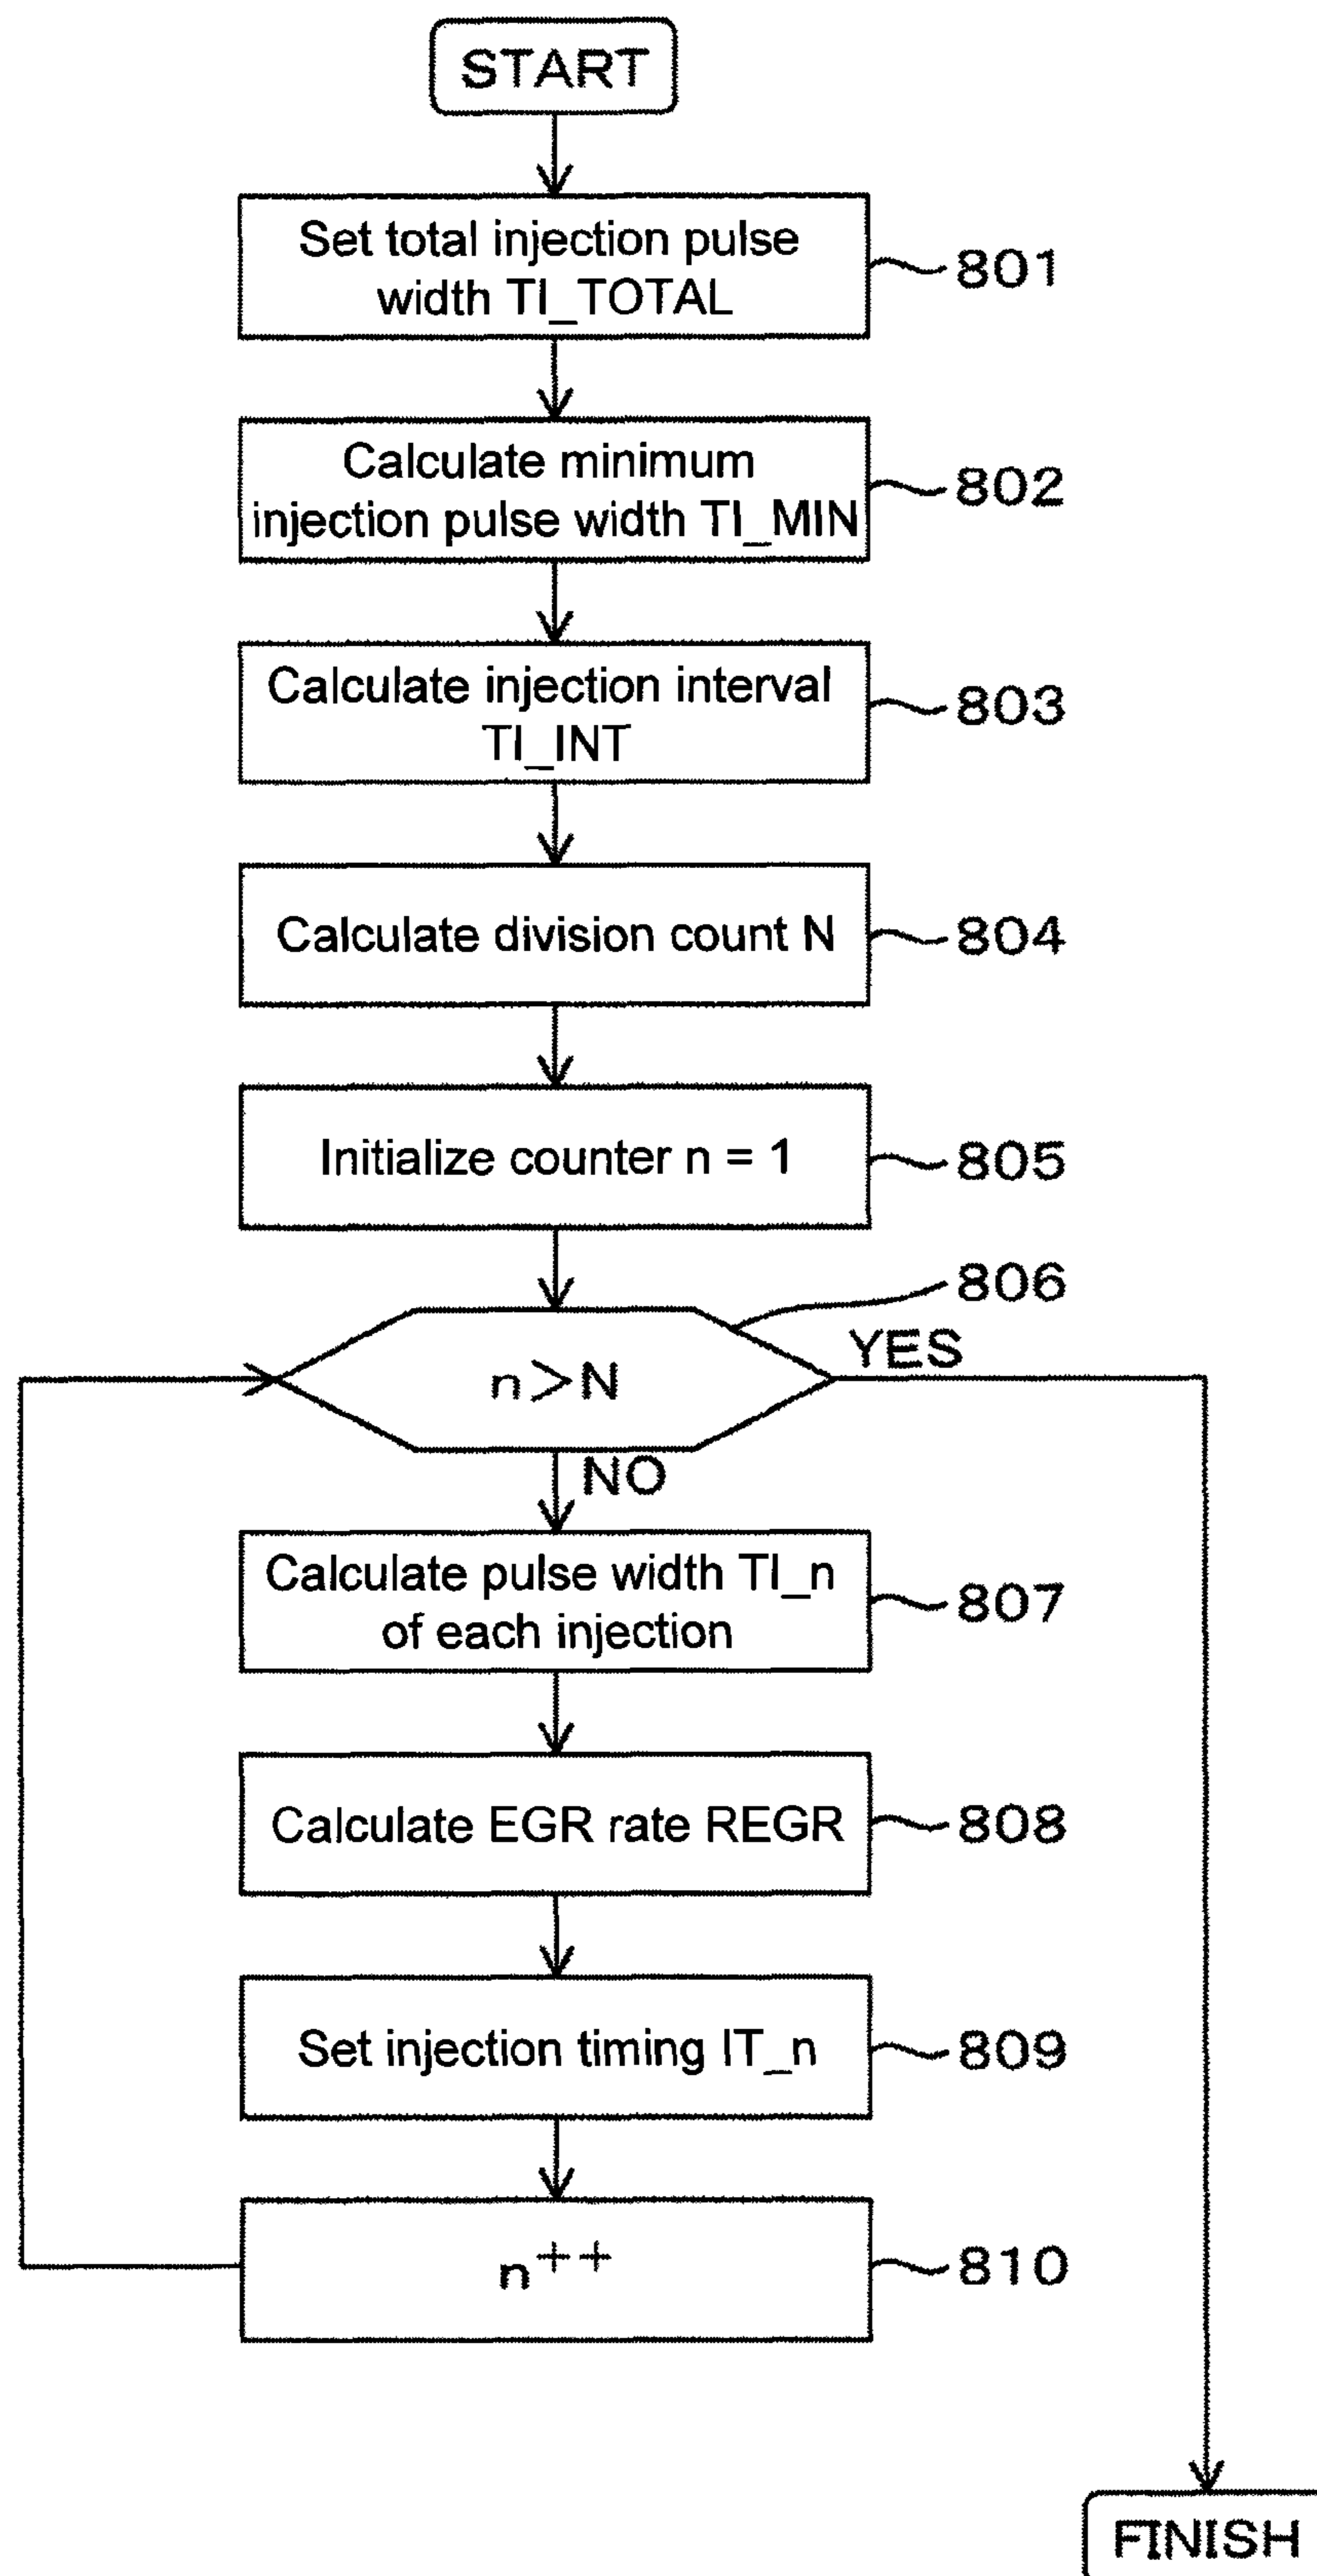 START
Set total injection pulse
width TI_TOTAL
801
Calculate minimum
injection pulse width TI_MIN
802
Calculate injection interval
TI_INT
803
Calculate division count N
804
Initialize counter n = 1
805
806
n>N
YES
NO
Calculate pulse width TI_n
of each injection
807
Calculate EGR rate REGR
808
Set injection timing IT_n
809
n++
810
FINISH